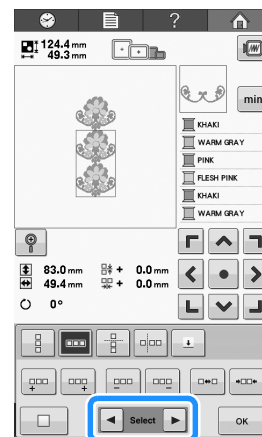 ?
124.4 mm
49.3 mm
min
KHAKI
WARM GRAY
PINK
FLESH PINK
KHAKI
WARM GRAY
83.0 mm + 0.0 mm
49.4 mm + 0.0 mm
0°
Select
OK